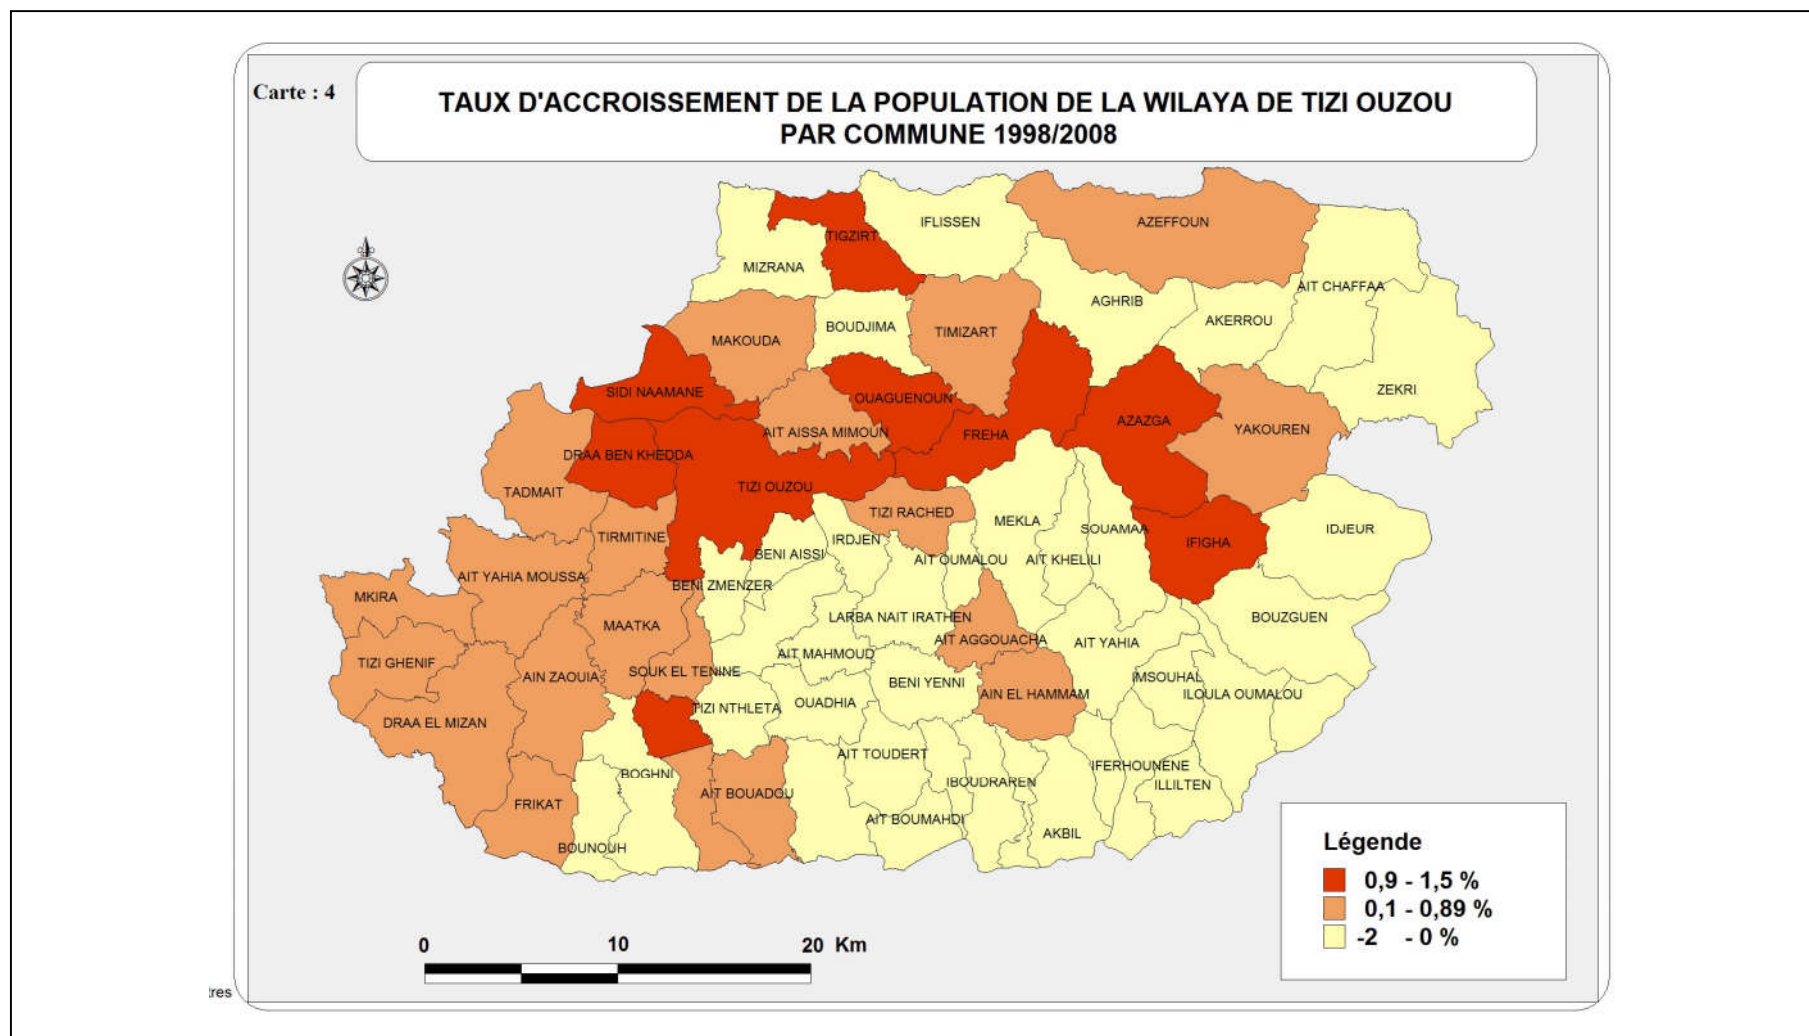 Carte : 4
TAUX D'ACCROISSEMENT DE LA POPULATION DE LA WILAYA DE TIZI OUZOU
PAR COMMUNE 1998/2008
IFLISSEN
AZEFFOUN
TIGZIRT
MIZRANA
AIT CHAFFAA
AGHRIB
AKERROU
BOUDJIMA
TIMIZART
MAKOUDA
ZEKRI
SIDI NAAMANE
OUAGUENOUN
AZAZGA
YAKOUREN
AIT AISSA MIMOUN
FREHA
DRAA BEN KHEDDA
TIZI OUZOU
TADMAIT
TIZI RACHED
MEKLA
SOUAMAA
IDJEUR
TIRMITINE
IRDJEN
IFIGHA
BENI AISSI
AIT OUMALOU
AIT KHELILI
AIT YAHIA MOUSSA
BENI ZMENZER
MKIRA
LARBA NAIT IRATHEN
BOUZGUEN
MAATKA
AIT AGGOUACHA
AIT YAHIA
AIT MAHMOUD
TIZI GHENIF
SOUK EL TENINE
AIN ZAOUIA
BENI YENNI
IMSOUHAL
ILOULA OUMALOU
AIN EL HAMMAM
OUADHIA
TIZI NTHLETA
DRAA EL MIZAN
AIT TOUDERT
IFERHOUNENE
BOGHNI
IBOUDRAREN
ILLILTEN
AIT BOUADOU
FRIKAT
AIT BOUMAHDI
AKBIL
BOUNOUH
Légende
0,9 - 1,5 %
0,1 - 0,89 %
-2 - 0 %
0 10 20 Km
tres